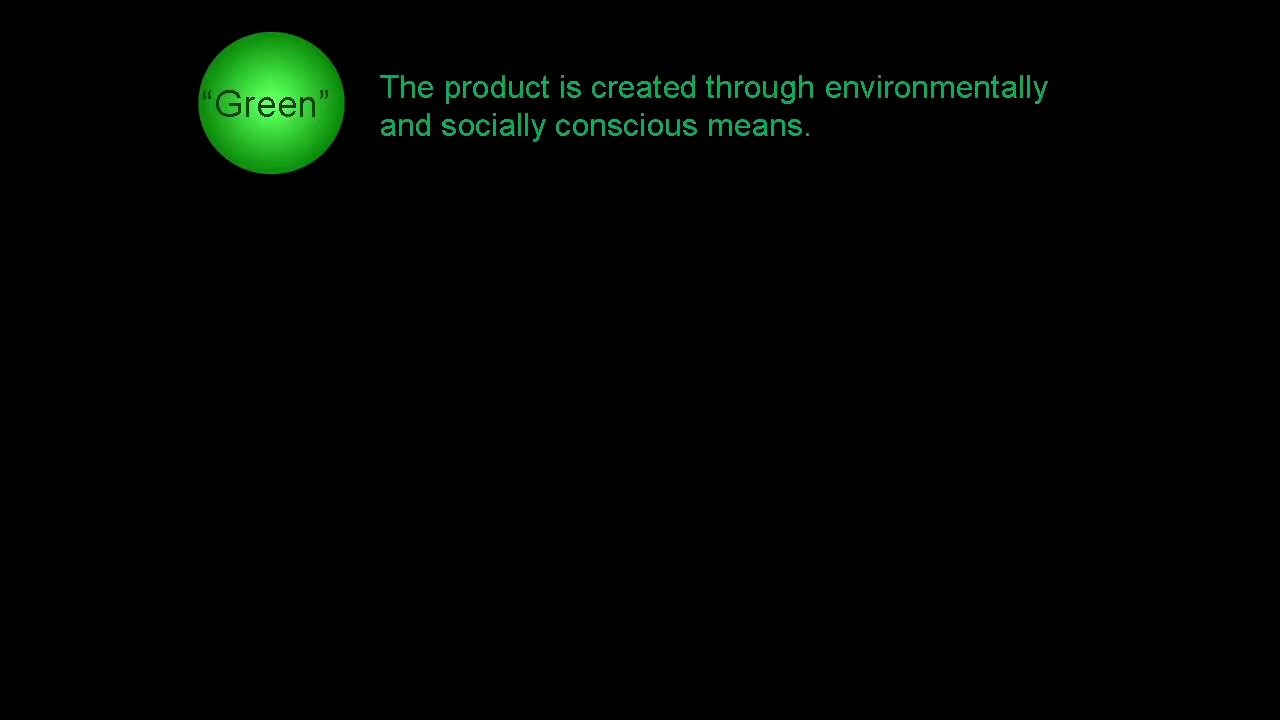 “Green”
The product is created through environmentally
and socially conscious means.